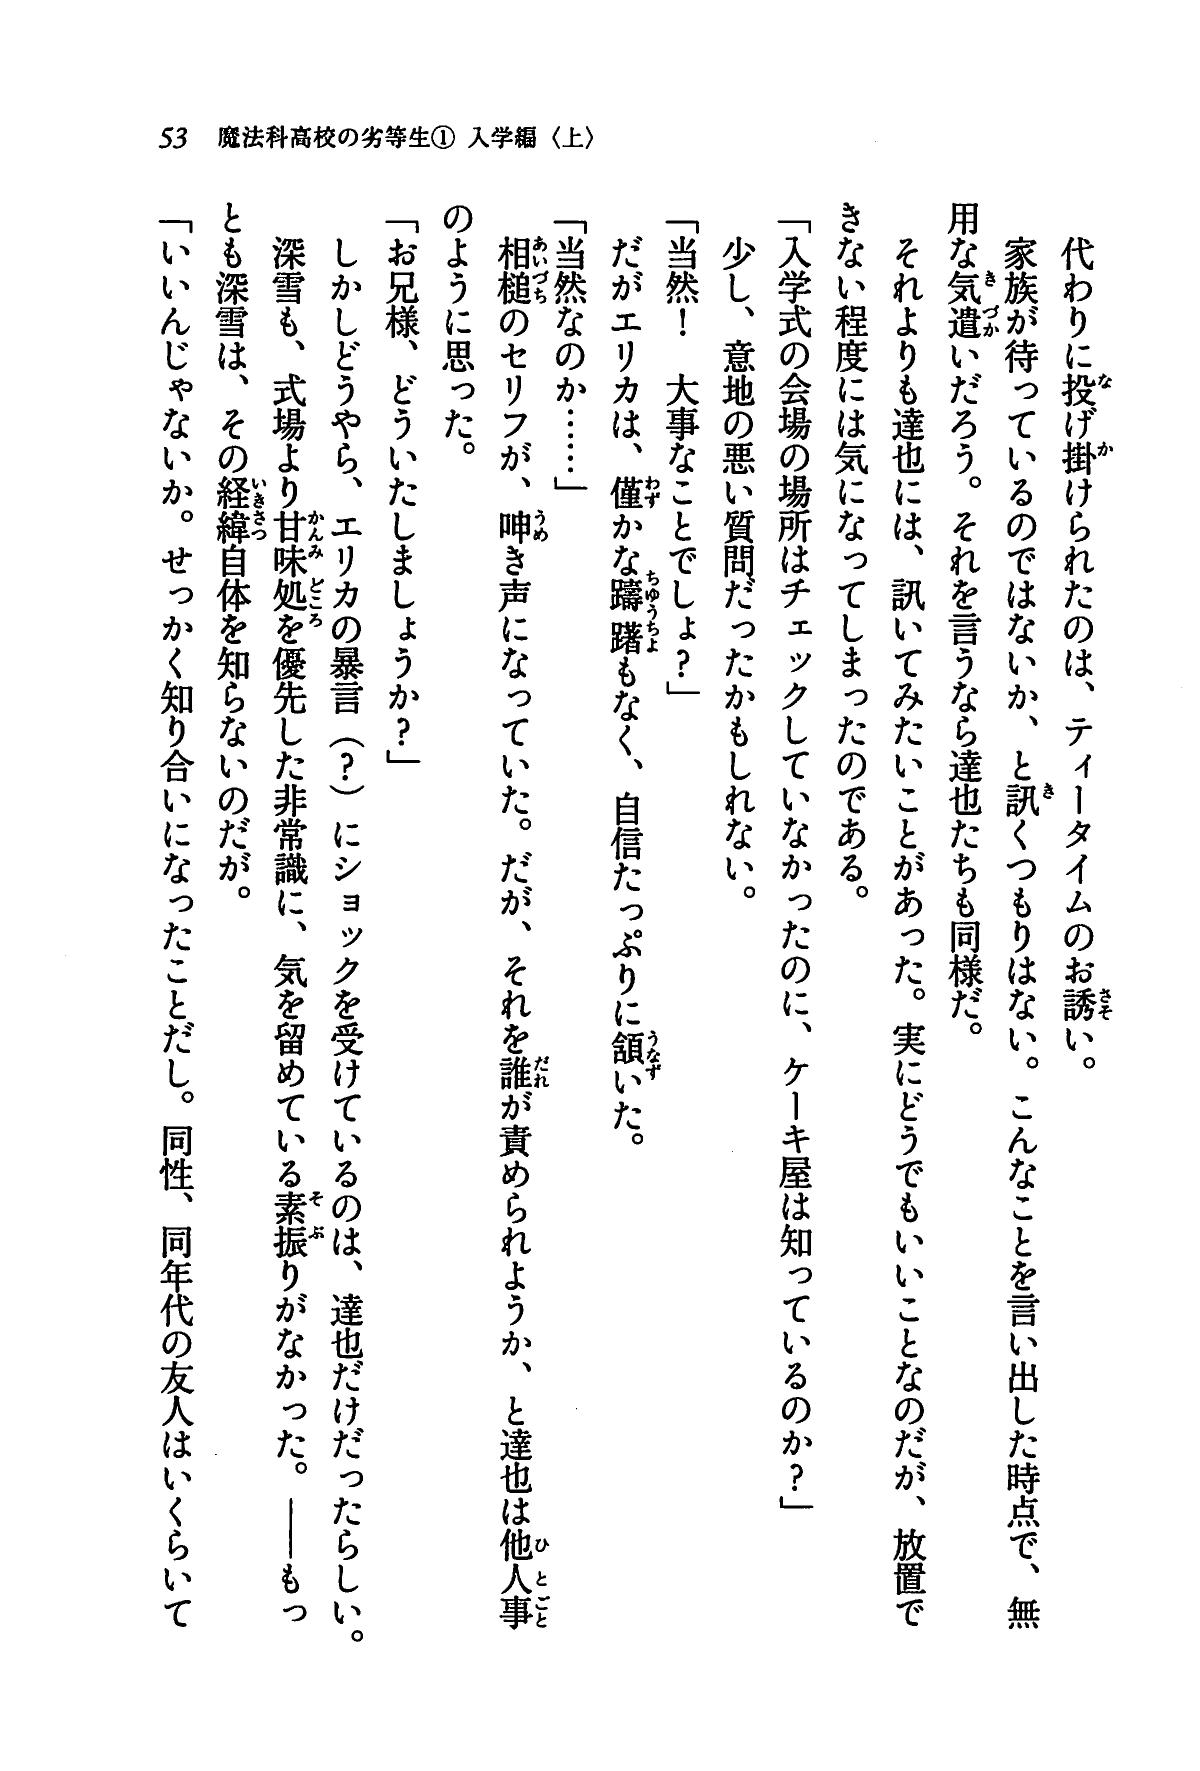 53 魔法科高校の劣等生① 入学編〈上〉
代わりに投げ掛けられたのは、ティータイムのお誘い。
家族が待っているのではないか、と訊くつもりはない。こんなことを言い出した時点で、無
用な気遣いだろう。それを言うなら達也たちも同様だ。
それよりも達也には、訊いてみたいことがあった。実にどうでもいいことなのだが、放置で
きない程度には気になってしまったのである。
「入学式の会場の場所はチェックしていなかったのに、ケーキ屋は知っているのか?」
少し、意地の悪い質問だったかもしれない。
「当然! 大事なことでしょ?」
だがエリカは、僅かな躊躇もなく、自信たっぷりに頷いた。
「当然なのか……」
相槌のセリフが、呻き声になっていた。だが、それを誰が責められようか、と達也は他人事
のように思った。
「お兄様、どういたしましょうか?」
しかしどうやら、エリカの暴言(?)にショックを受けているのは、達也だけだったらしい。
深雪も、式場より甘味処を優先した非常識に、気を留めている素振りがなかった。――もっ
とも深雪は、その経緯自体を知らないのだが。
「いいんじゃないか。せっかく知り合いになったことだし。同性、同年代の友人はいくらいて